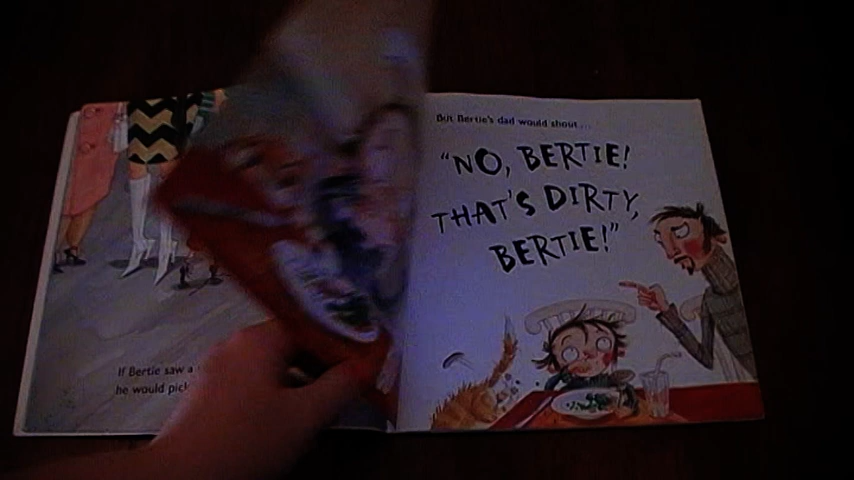 If Bertie saw a
he would pick
But Bertie's dad would shout...
"NO, BERTIE!
THAT'S DIRTY,
BERTIE!"